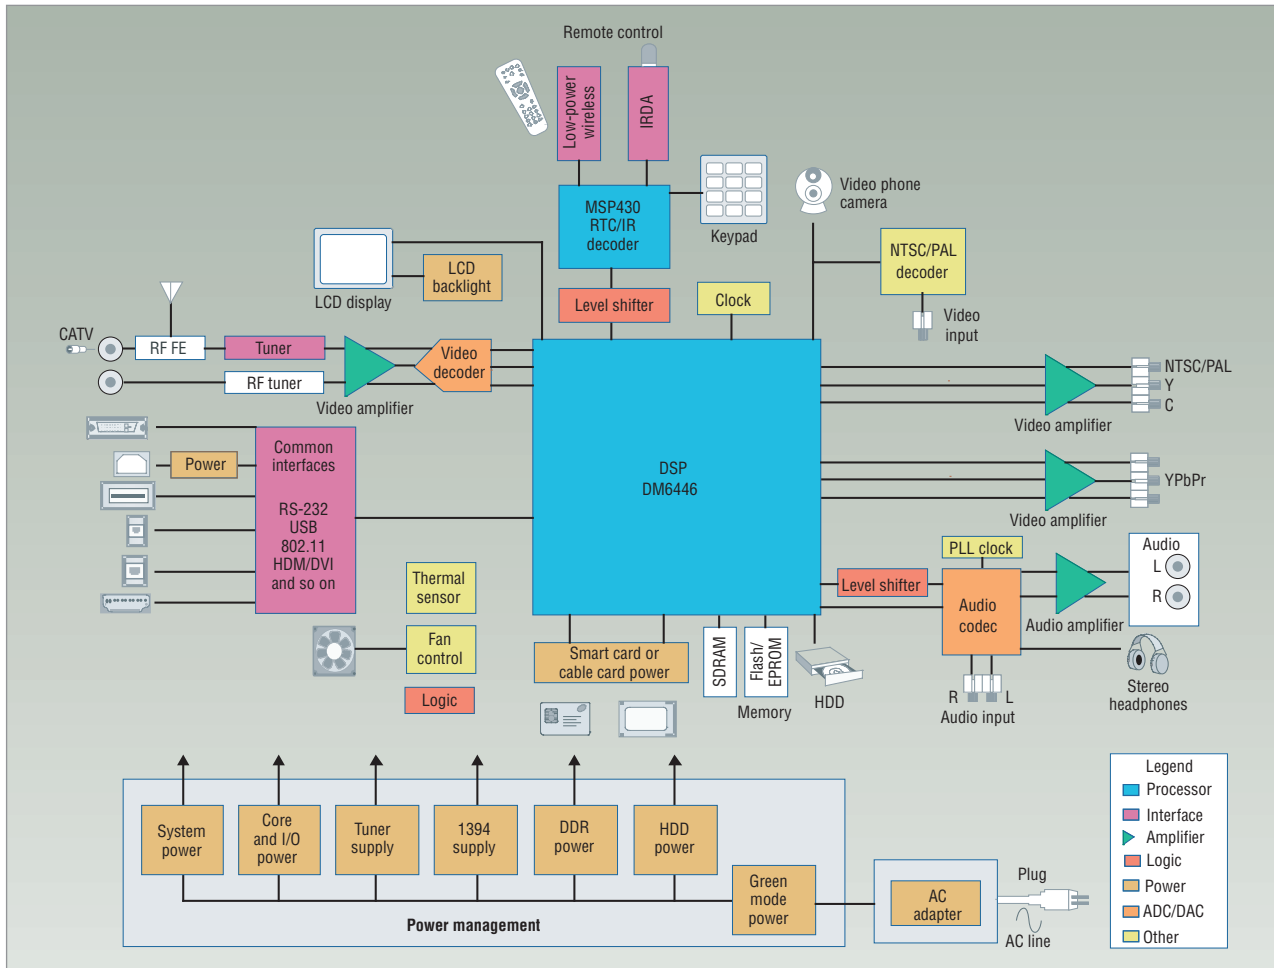 Remote control
Low-power
wireless
IRDA
MSP430
RTC/IR
decoder
Keypad
Video phone
camera
NTSC/PAL
decoder
Video
input
LCD display
LCD
backlight
Level shifter
Clock
CATV
RF FE
Tuner
RF tuner
Video amplifier
Video
decoder
DSP
DM6446
Video amplifier
NTSC/PAL
Y
C
Video amplifier
YPbPr
Common
interfaces
RS-232
USB
802.11
HDM/DVI
and so on
Power
Thermal
sensor
Fan
control
Logic
Smart card or
cable card power
SDRAM
Flash/
EPROM
Memory
HDD
Level shifter
PLL clock
Audio
codec
Audio amplifier
Audio
L
R
R
L
Audio input
Stereo
headphones
System
power
Core
and I/O
power
Tuner
supply
1394
supply
DDR
power
HDD
power
Green
mode
power
Power management
AC
adapter
Plug
AC line
Legend
Processor
Interface
Amplifier
Logic
Power
ADC/DAC
Other